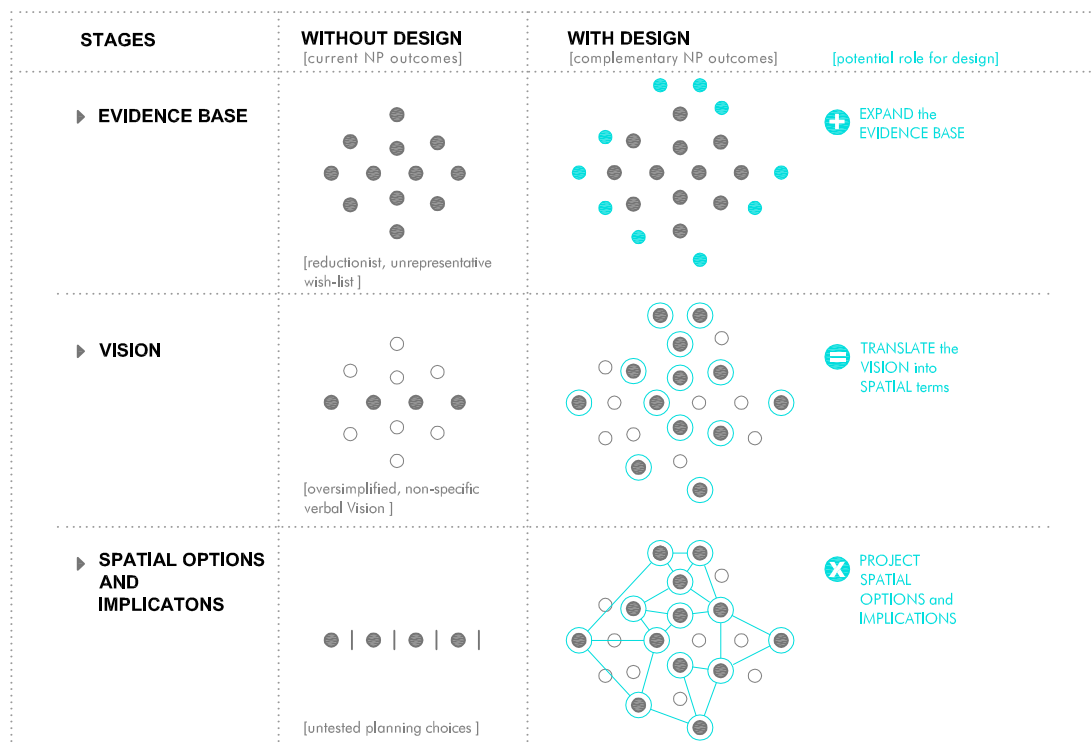 STAGES
WITHOUT DESIGN
[current NP outcomes]
WITH DESIGN
[complementary NP outcomes]
[potential role for design]
EVIDENCE BASE
[reductionist, unrepresentative
wish-list ]
+
EXPAND the
EVIDENCE BASE
VISION
[oversimplified, non-specific
verbal Vision ]
=
TRANSLATE the
VISION into
SPATIAL terms
SPATIAL OPTIONS
AND
IMPLICATONS
[untested planning choices ]
X
PROJECT
SPATIAL
OPTIONS and
IMPLICATIONS